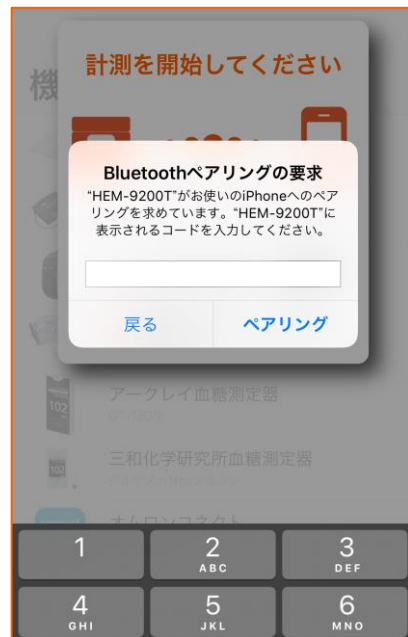 計測を開始してください
機
Bluetoothペアリングの要求
“HEM-9200T”がお使いのiPhoneへのペア
リングを求めています。“HEM-9200T”に
表示されるコードを入力してください。
戻る
ペアリング
アークレイ血糖測定器
102
三和化学研究所血糖測定器
オムロンコネクト
1
2
ABC
3
DEF
4
GHI
5
JKL
6
MNO